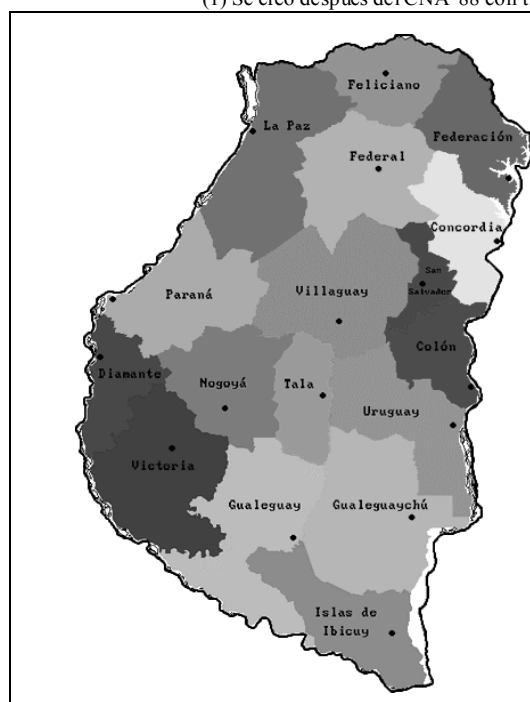 (1) Se creó después del CNA '88 con t
Feliciano
La Paz
Federación
Federal
Concordia
San
Salvador
Paraná
Villaguay
Colón
Diamante
Nogoyá
Tala
Uruguay
Victoria
Gualeguay
Gualeguaychú
Islas de
Ibicuy